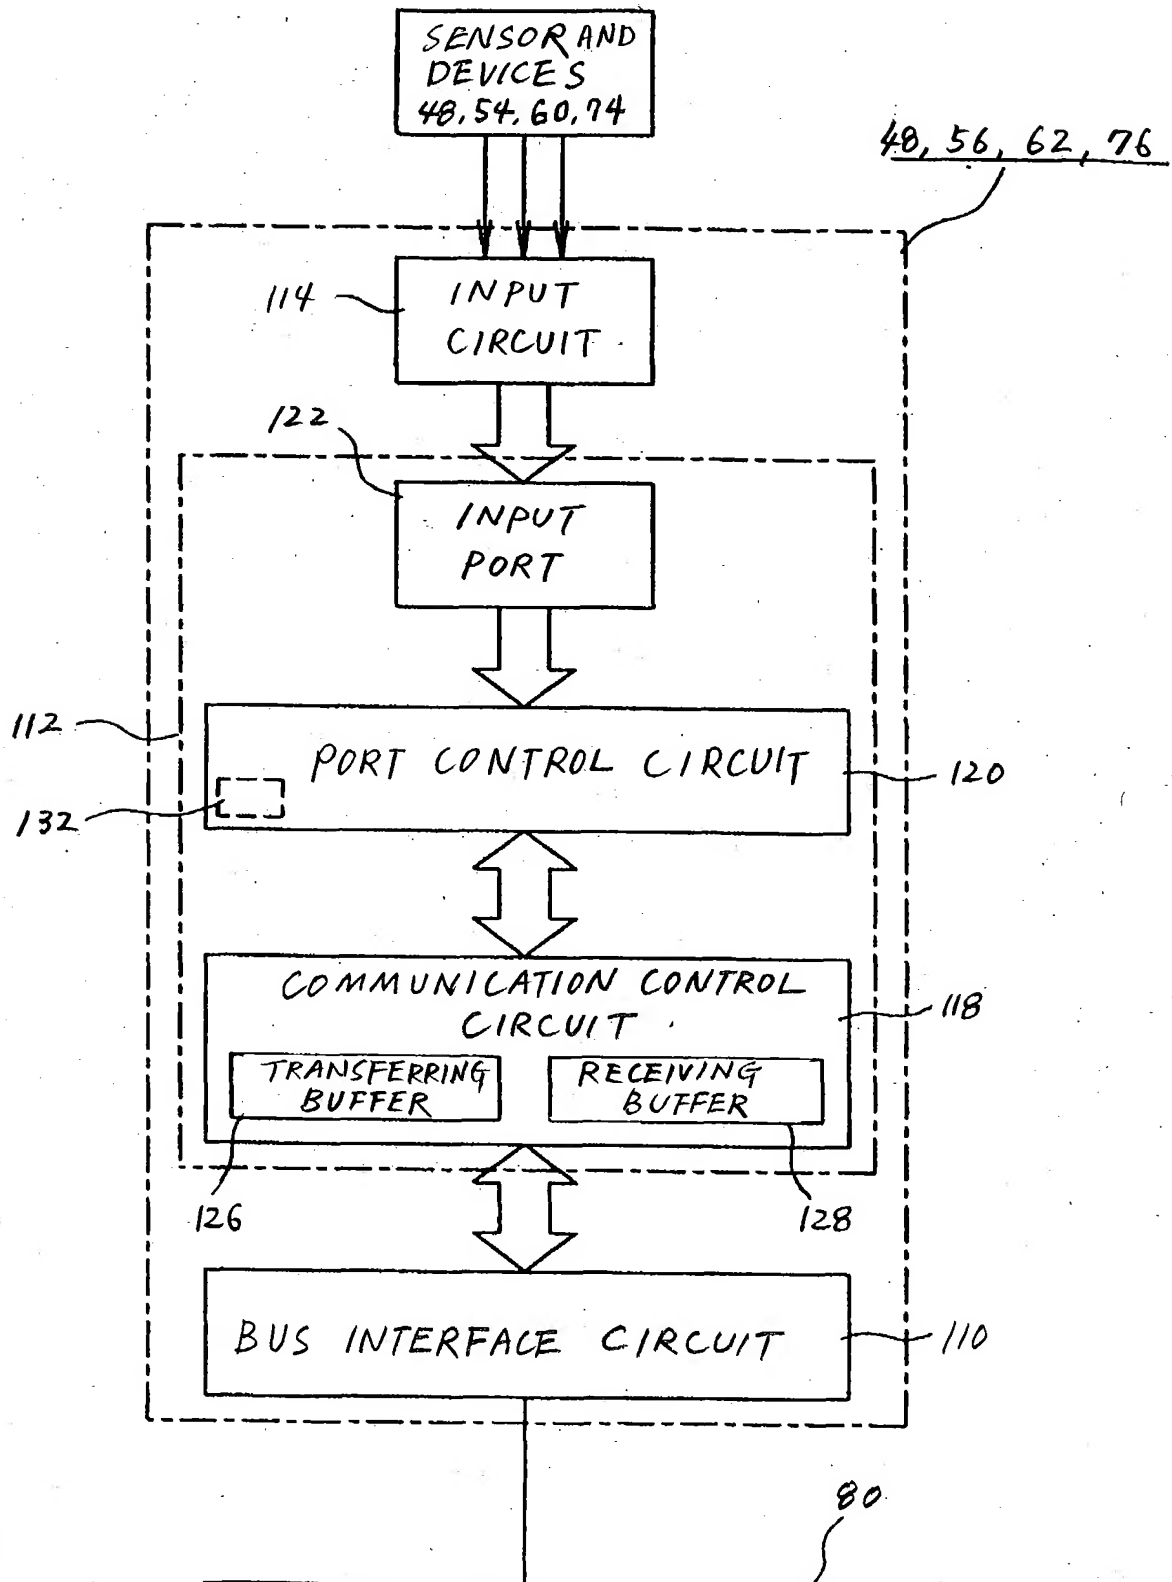 SENSOR AND
DEVICES
48, 54, 60, 74
48, 56, 62, 76
114
INPUT
CIRCUIT
122
INPUT
PORT
112
PORT CONTROL CIRCUIT
120
132
COMMUNICATION CONTROL
CIRCUIT
118
TRANSFERRING
BUFFER
RECEIVING
BUFFER
126
128
BUS INTERFACE CIRCUIT
110
80